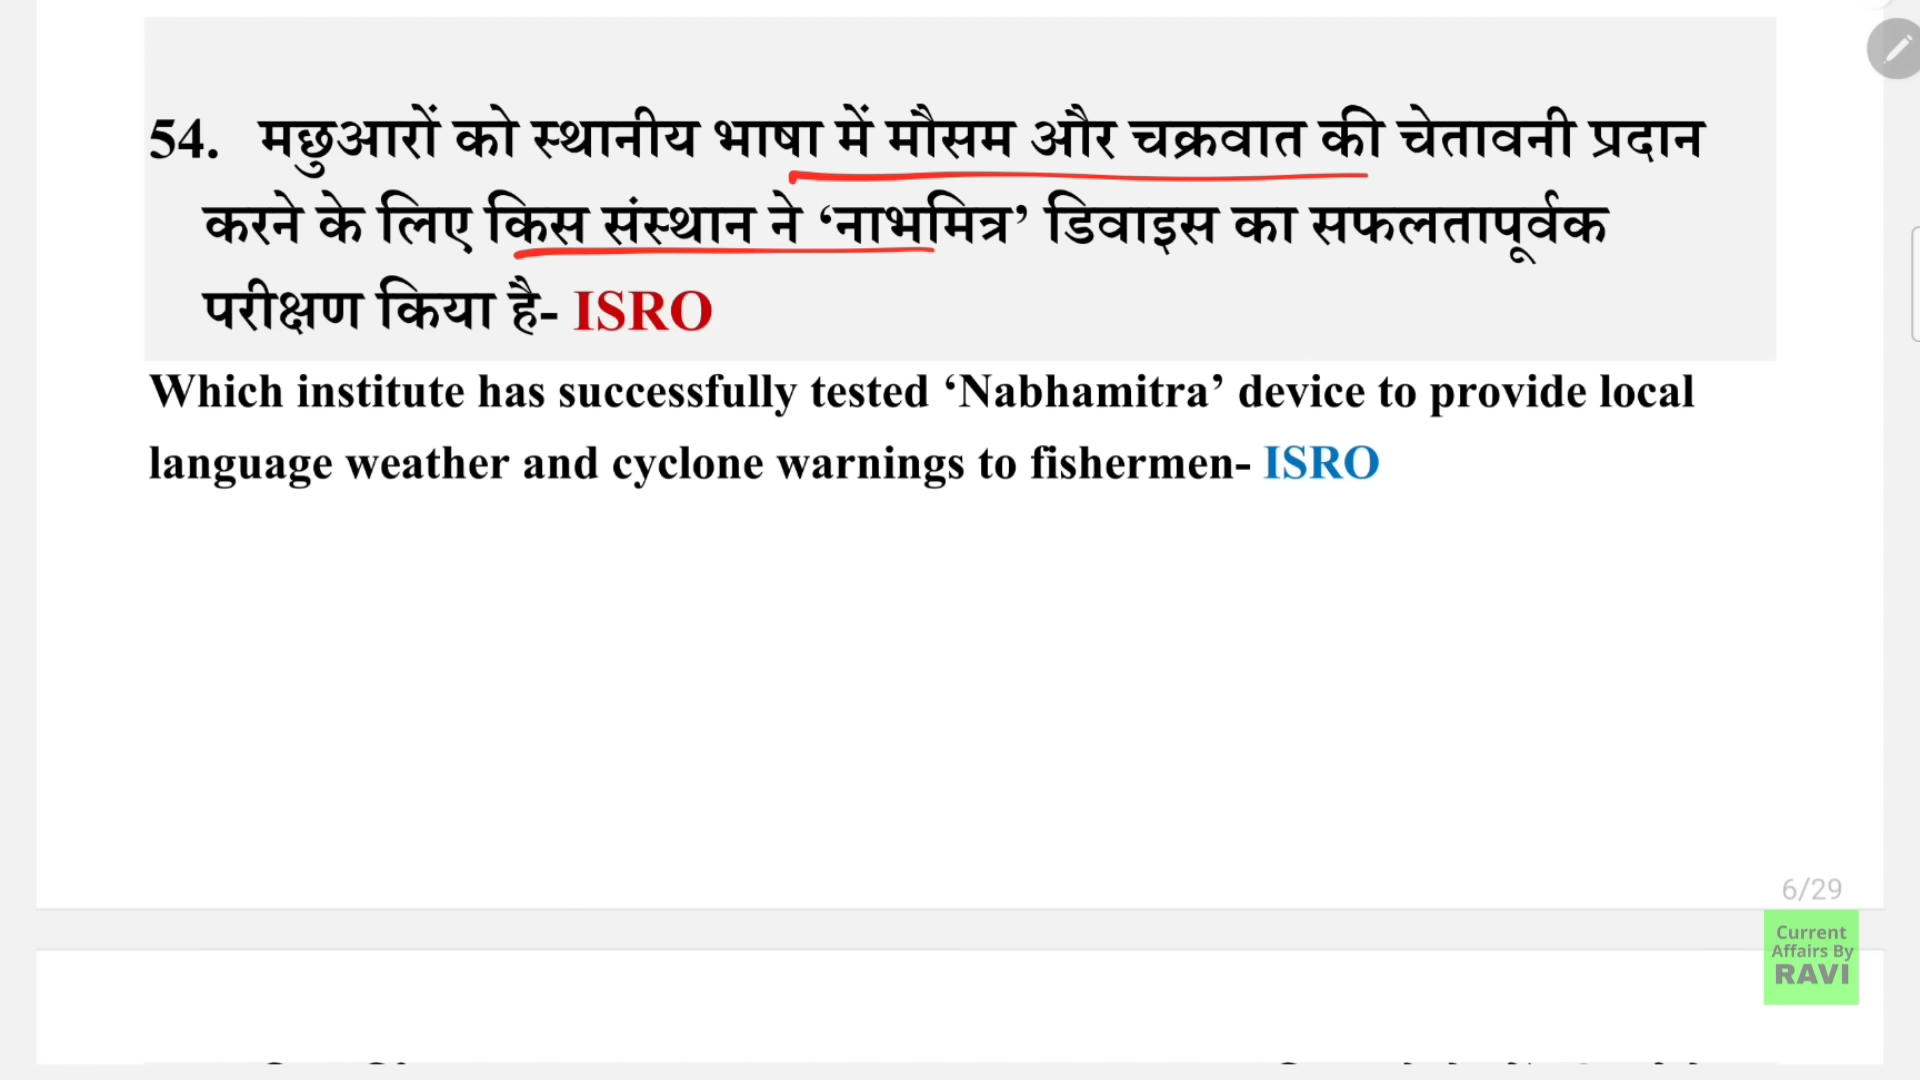 54. मछुआरों को स्थानीय भाषा में मौसम और चक्रवात की चेतावनी प्रदान
करने के लिए किस संस्थान ने ‘नाभमित्र’ डिवाइस का सफलतापूर्वक
परीक्षण किया है- ISRO
Which institute has successfully tested ‘Nabhamitra’ device to provide local
language weather and cyclone warnings to fishermen- ISRO
6/29
Current
Affairs By
RAVI